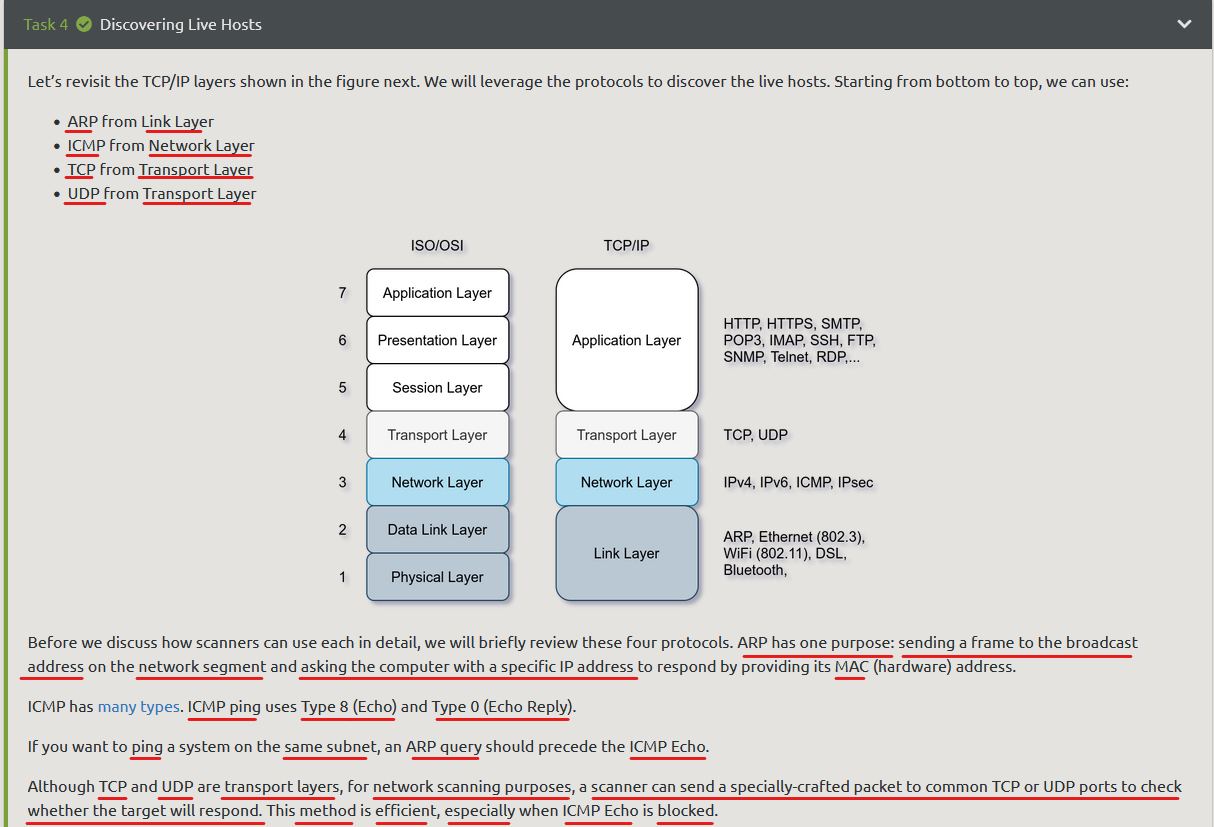 Task 4 Discovering Live Hosts
Let's revisit the TCP/IP layers shown in the figure next. We will leverage the protocols to discover the live hosts. Starting from bottom to top, we can use:
• ARP from Link Layer
• ICMP from Network Layer
• TCP from Transport Layer
• UDP from Transport Layer
ISO/OSI TCP/IP
7 Application Layer
6 Presentation Layer
5 Session Layer
Application Layer
HTTP, HTTPS, SMTP,
POP3, IMAP, SSH, FTP,
SNMP, Telnet, RDP,...
4 Transport Layer Transport Layer TCP, UDP
3 Network Layer Network Layer IPv4, IPv6, ICMP, IPsec
2 Data Link Layer
1 Physical Layer
Link Layer
ARP, Ethernet (802.3),
WiFi (802.11), DSL,
Bluetooth,
Before we discuss how scanners can use each in detail, we will briefly review these four protocols. ARP has one purpose: sending a frame to the broadcast
address on the network segment and asking the computer with a specific IP address to respond by providing its MAC (hardware) address.
ICMP has many types. ICMP ping uses Type 8 (Echo) and Type 0 (Echo Reply).
If you want to ping a system on the same subnet, an ARP query should precede the ICMP Echo.
Although TCP and UDP are transport layers, for network scanning purposes, a scanner can send a specially-crafted packet to common TCP or UDP ports to check
whether the target will respond. This method is efficient, especially when ICMP Echo is blocked.